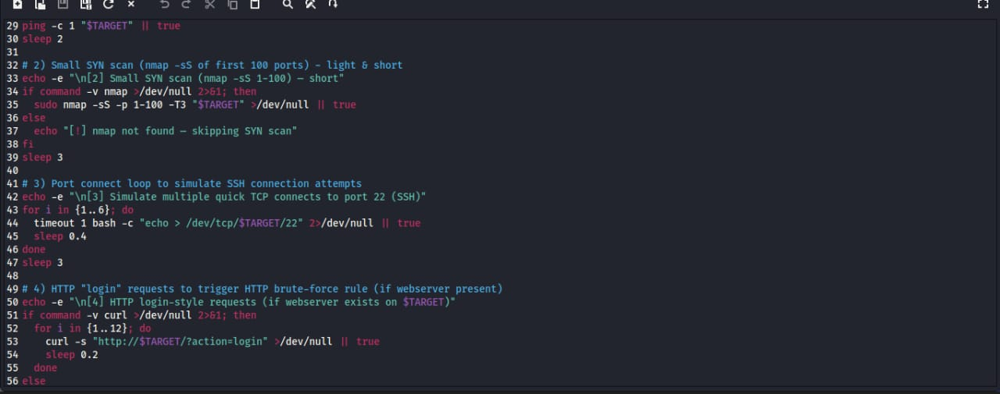 29 ping -c 1 "$TARGET" || true
30 sleep 2
31
32 # 2) Small SYN scan (nmap -sS of first 100 ports) - light & short
33 echo -e "\n[2] Small SYN scan (nmap -sS 1-100) — short"
34 if command -v nmap >/dev/null 2>&1; then
35   sudo nmap -sS -p 1-100 -T3 "$TARGET" >/dev/null || true
36 else
37   echo "[!] nmap not found — skipping SYN scan"
38 fi
39 sleep 3
40
41 # 3) Port connect loop to simulate SSH connection attempts
42 echo -e "\n[3] Simulate multiple quick TCP connects to port 22 (SSH)"
43 for i in {1..6}; do
44   timeout 1 bash -c "echo > /dev/tcp/$TARGET/22" 2>/dev/null || true
45   sleep 0.4
46 done
47 sleep 3
48
49 # 4) HTTP "login" requests to trigger HTTP brute-force rule (if webserver present)
50 echo -e "\n[4] HTTP login-style requests (if webserver exists on $TARGET)"
51 if command -v curl >/dev/null 2>&1; then
52   for i in {1..12}; do
53     curl -s "http://$TARGET/?action=login" >/dev/null || true
54     sleep 0.2
55   done
56 else